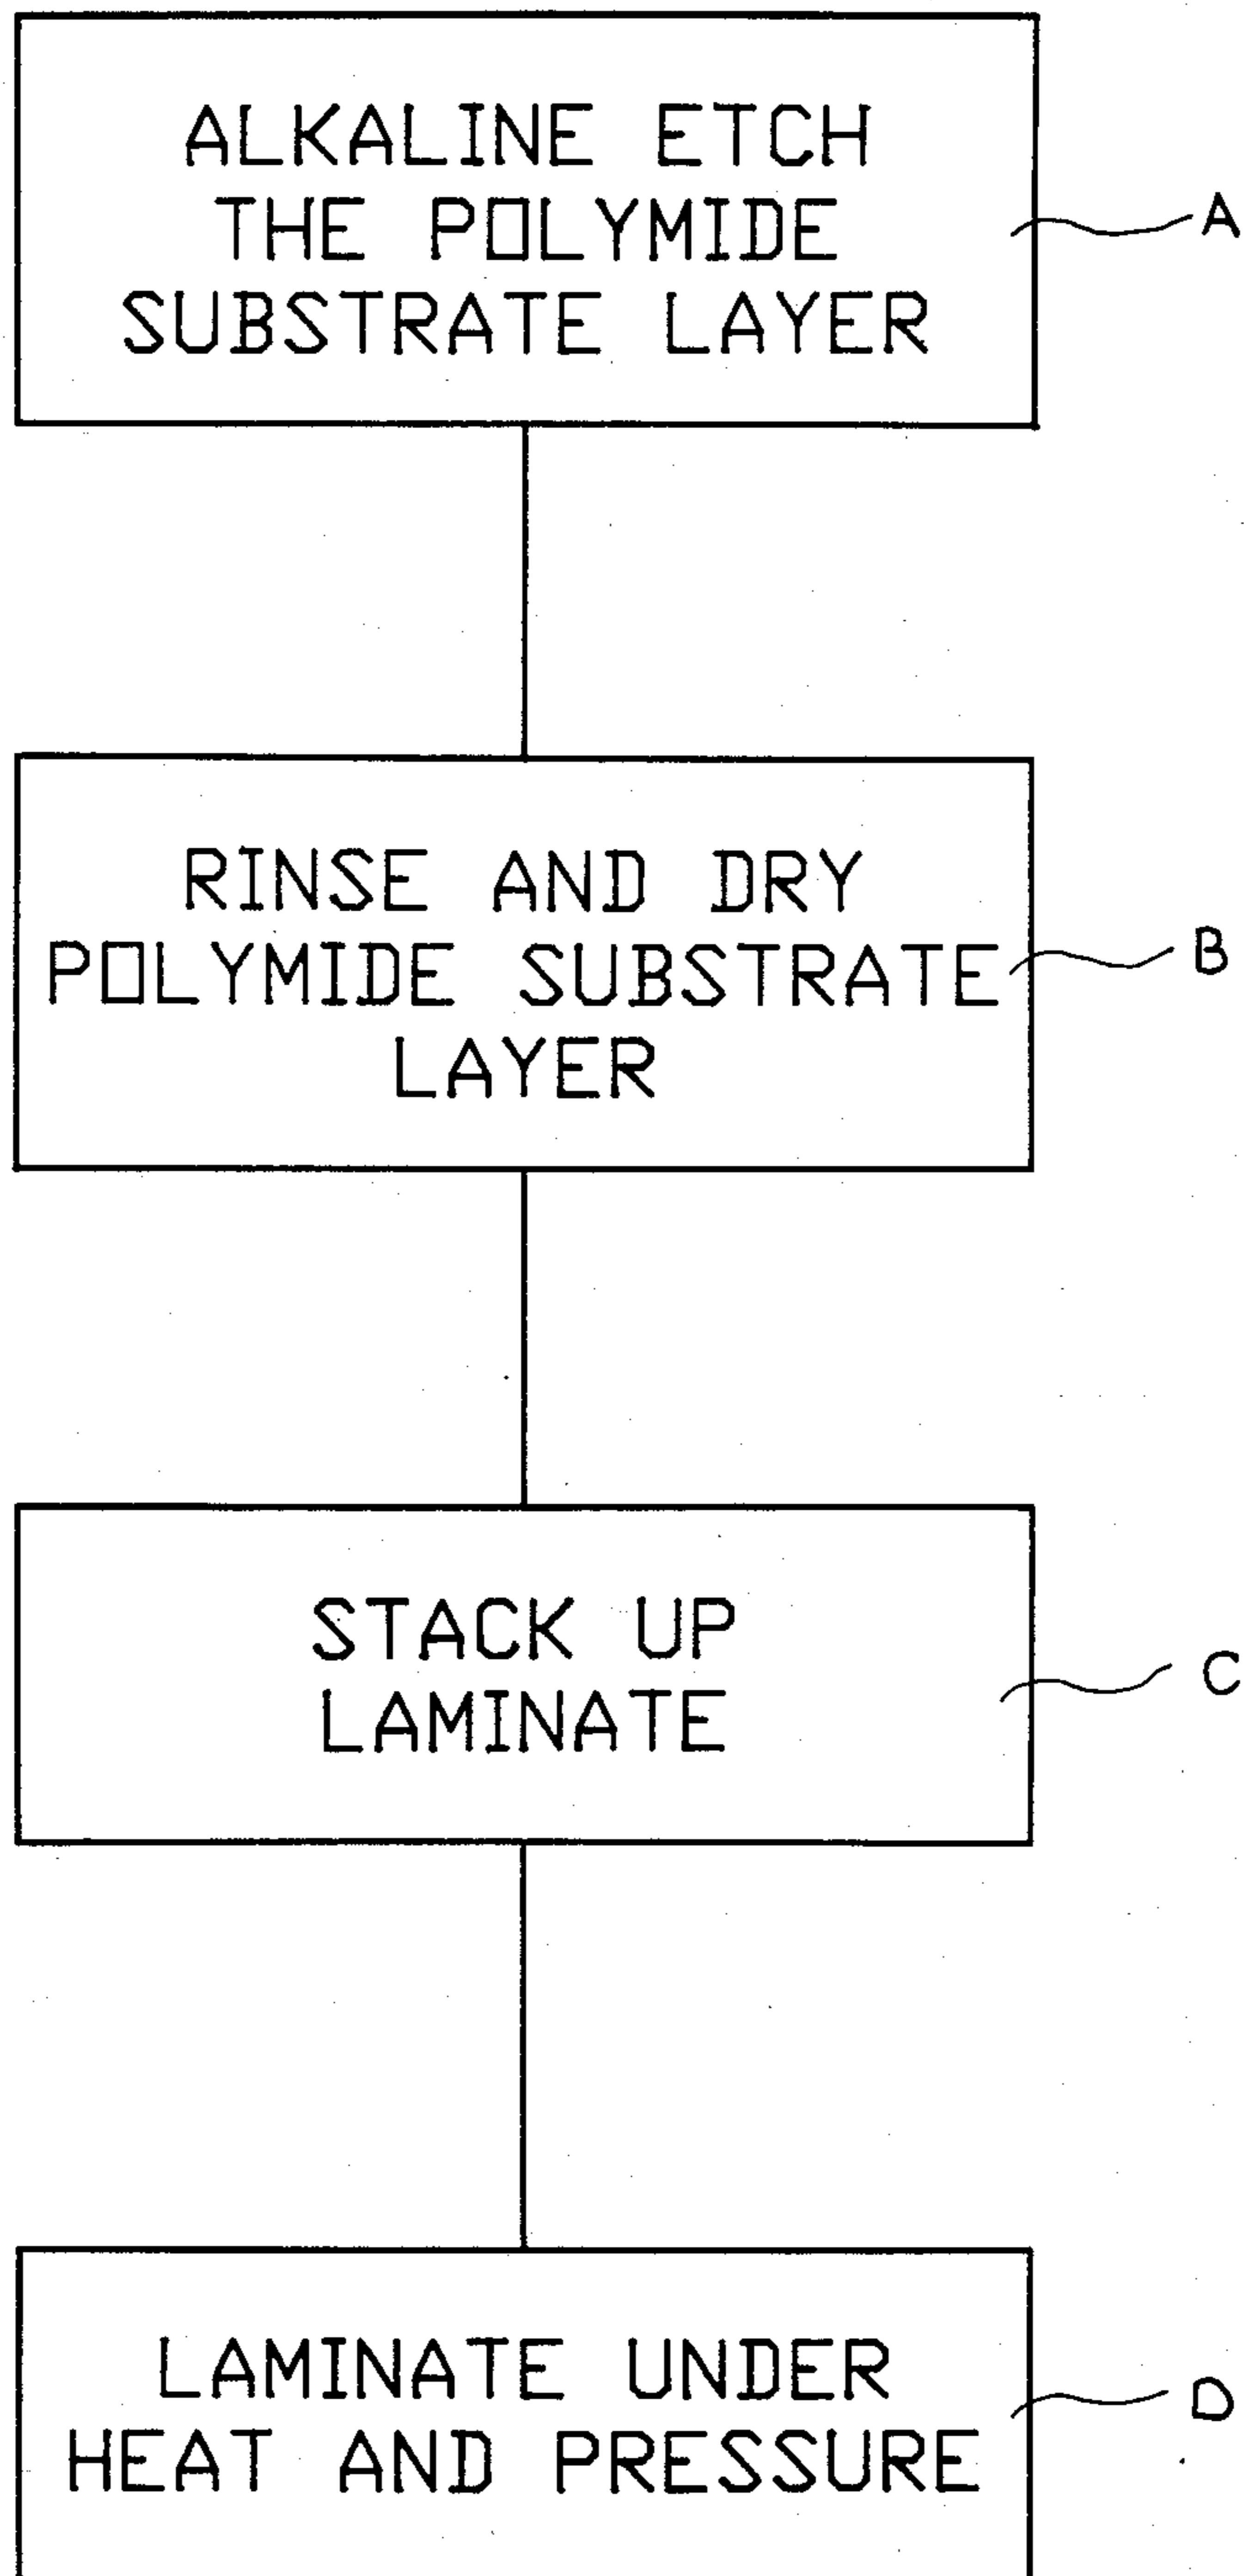 ALKALINE ETCH
THE POLYMIDE
SUBSTRATE LAYER
A
RINSE AND DRY
POLYMIDE SUBSTRATE
LAYER
B
STACK UP
LAMINATE
C
LAMINATE UNDER
HEAT AND PRESSURE
D